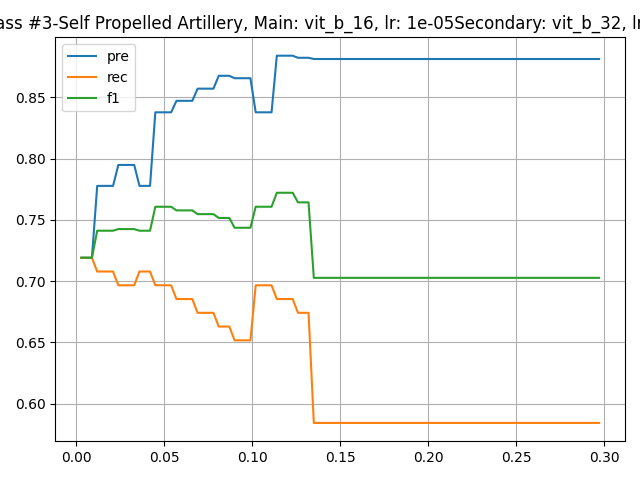 ass #3-Self Propelled Artillery, Main: vit_b_16, lr: 1e-05Secondary: vit_b_32, lr
pre
rec
f1
0.85
0.80
0.75
0.70
0.65
0.60
0.00 0.05 0.10 0.15 0.20 0.25 0.30